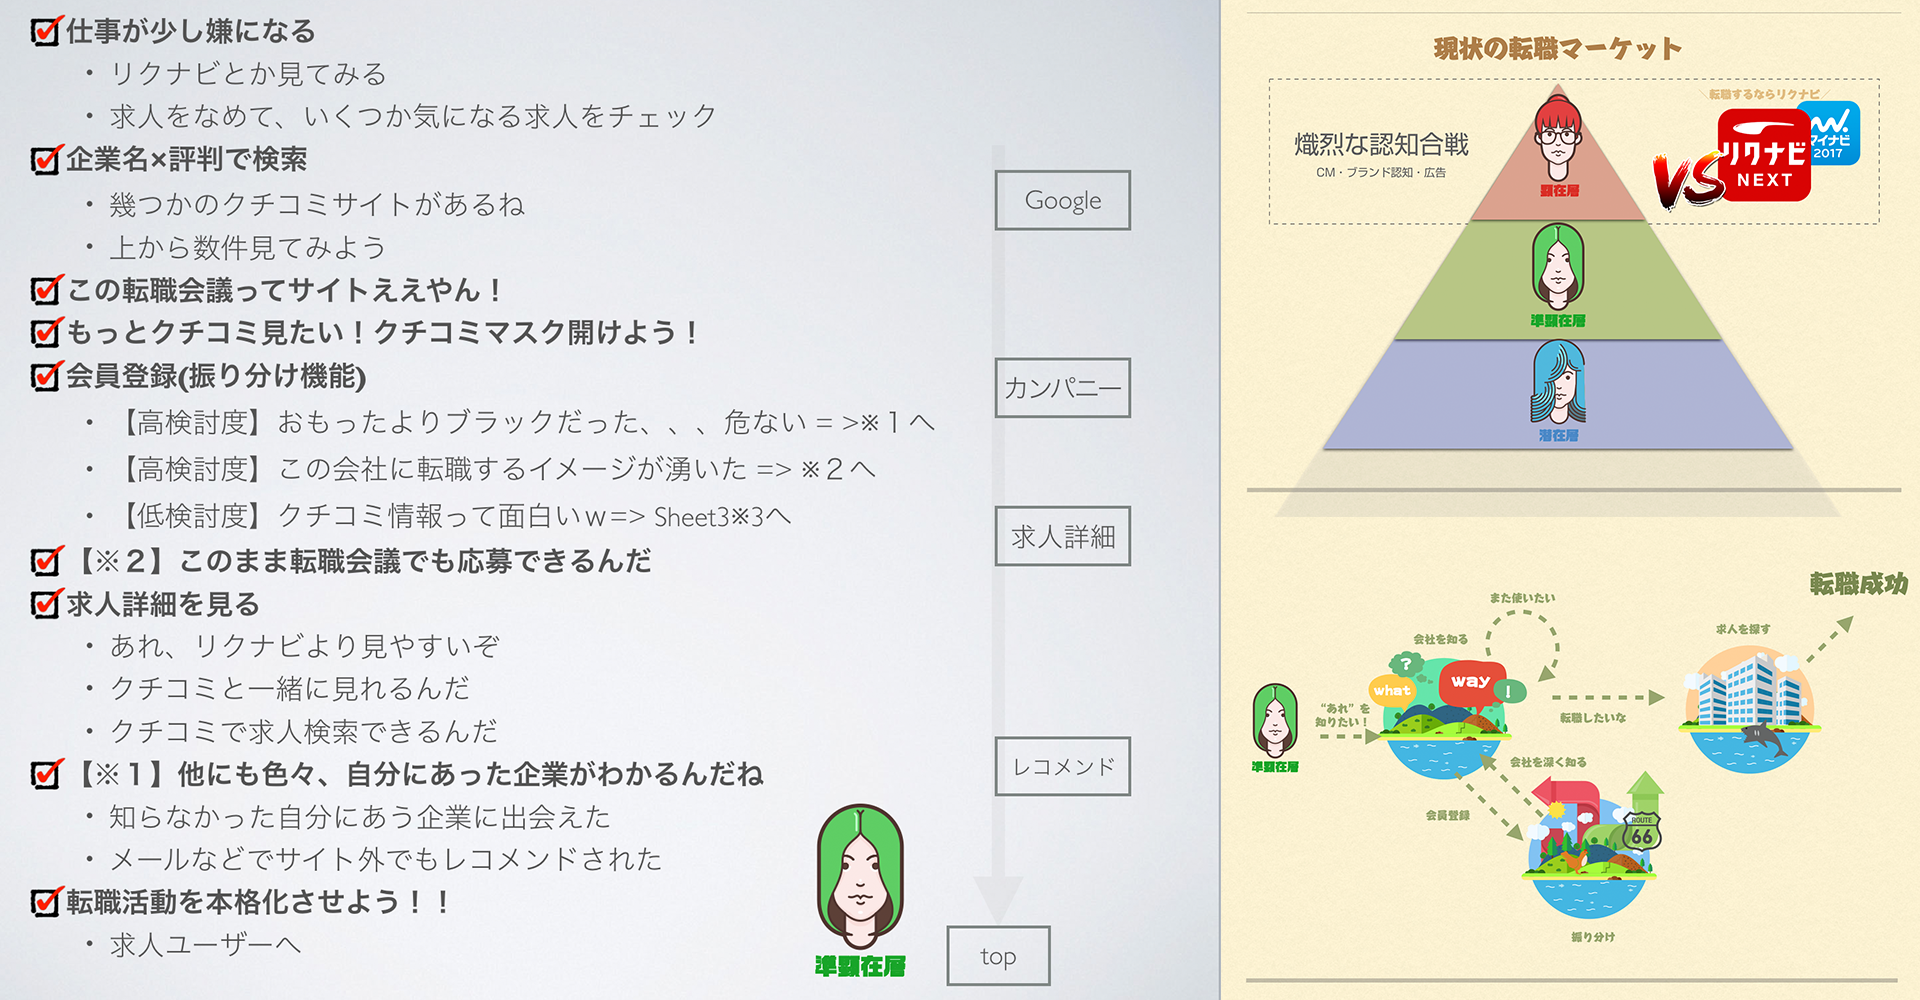 仕事が少し嫌になる
・リクナビとか見てみる
・求人をなめて、いくつか気になる求人をチェック
企業名×評判で検索
・幾つかのクチコミサイトがあるね
・上から数件見てみよう
この転職会議ってサイトええやん！
もっとクチコミ見たい！クチコミマスク開けよう！
会員登録(振り分け機能)
・【高検討度】おもったよりブラックだった、、、危ない = >※１へ
・【高検討度】この会社に転職するイメージが湧いた => ※２へ
・【低検討度】クチコミ情報って面白いｗ=> Sheet3※3へ
【※２】このまま転職会議でも応募できるんだ
求人詳細を見る
・あれ、リクナビより見やすいぞ
・クチコミと一緒に見れるんだ
・クチコミで求人検索できるんだ
【※１】他にも色々、自分にあった企業がわかるんだね
・知らなかった自分にあう企業に出会えた
・メールなどでサイト外でもレコメンドされた
転職活動を本格化させよう！！
・求人ユーザーへ
準顕在層
Google
カンパニー
求人詳細
レコメンド
top
現状の転職マーケット
熾烈な認知合戦
CM・ブランド認知・広告
転職するならリクナビ
VS
リクナビ
NEXT
マイナビ
2017
顕在層
準顕在層
潜在層
転職成功
また使いたい
会社を知る
?
what
way
!
求人を探す
“あれ”を
知りたい！
転職したいな
準顕在層
会社を深く知る
会員登録
ROUTE
66
振り分け